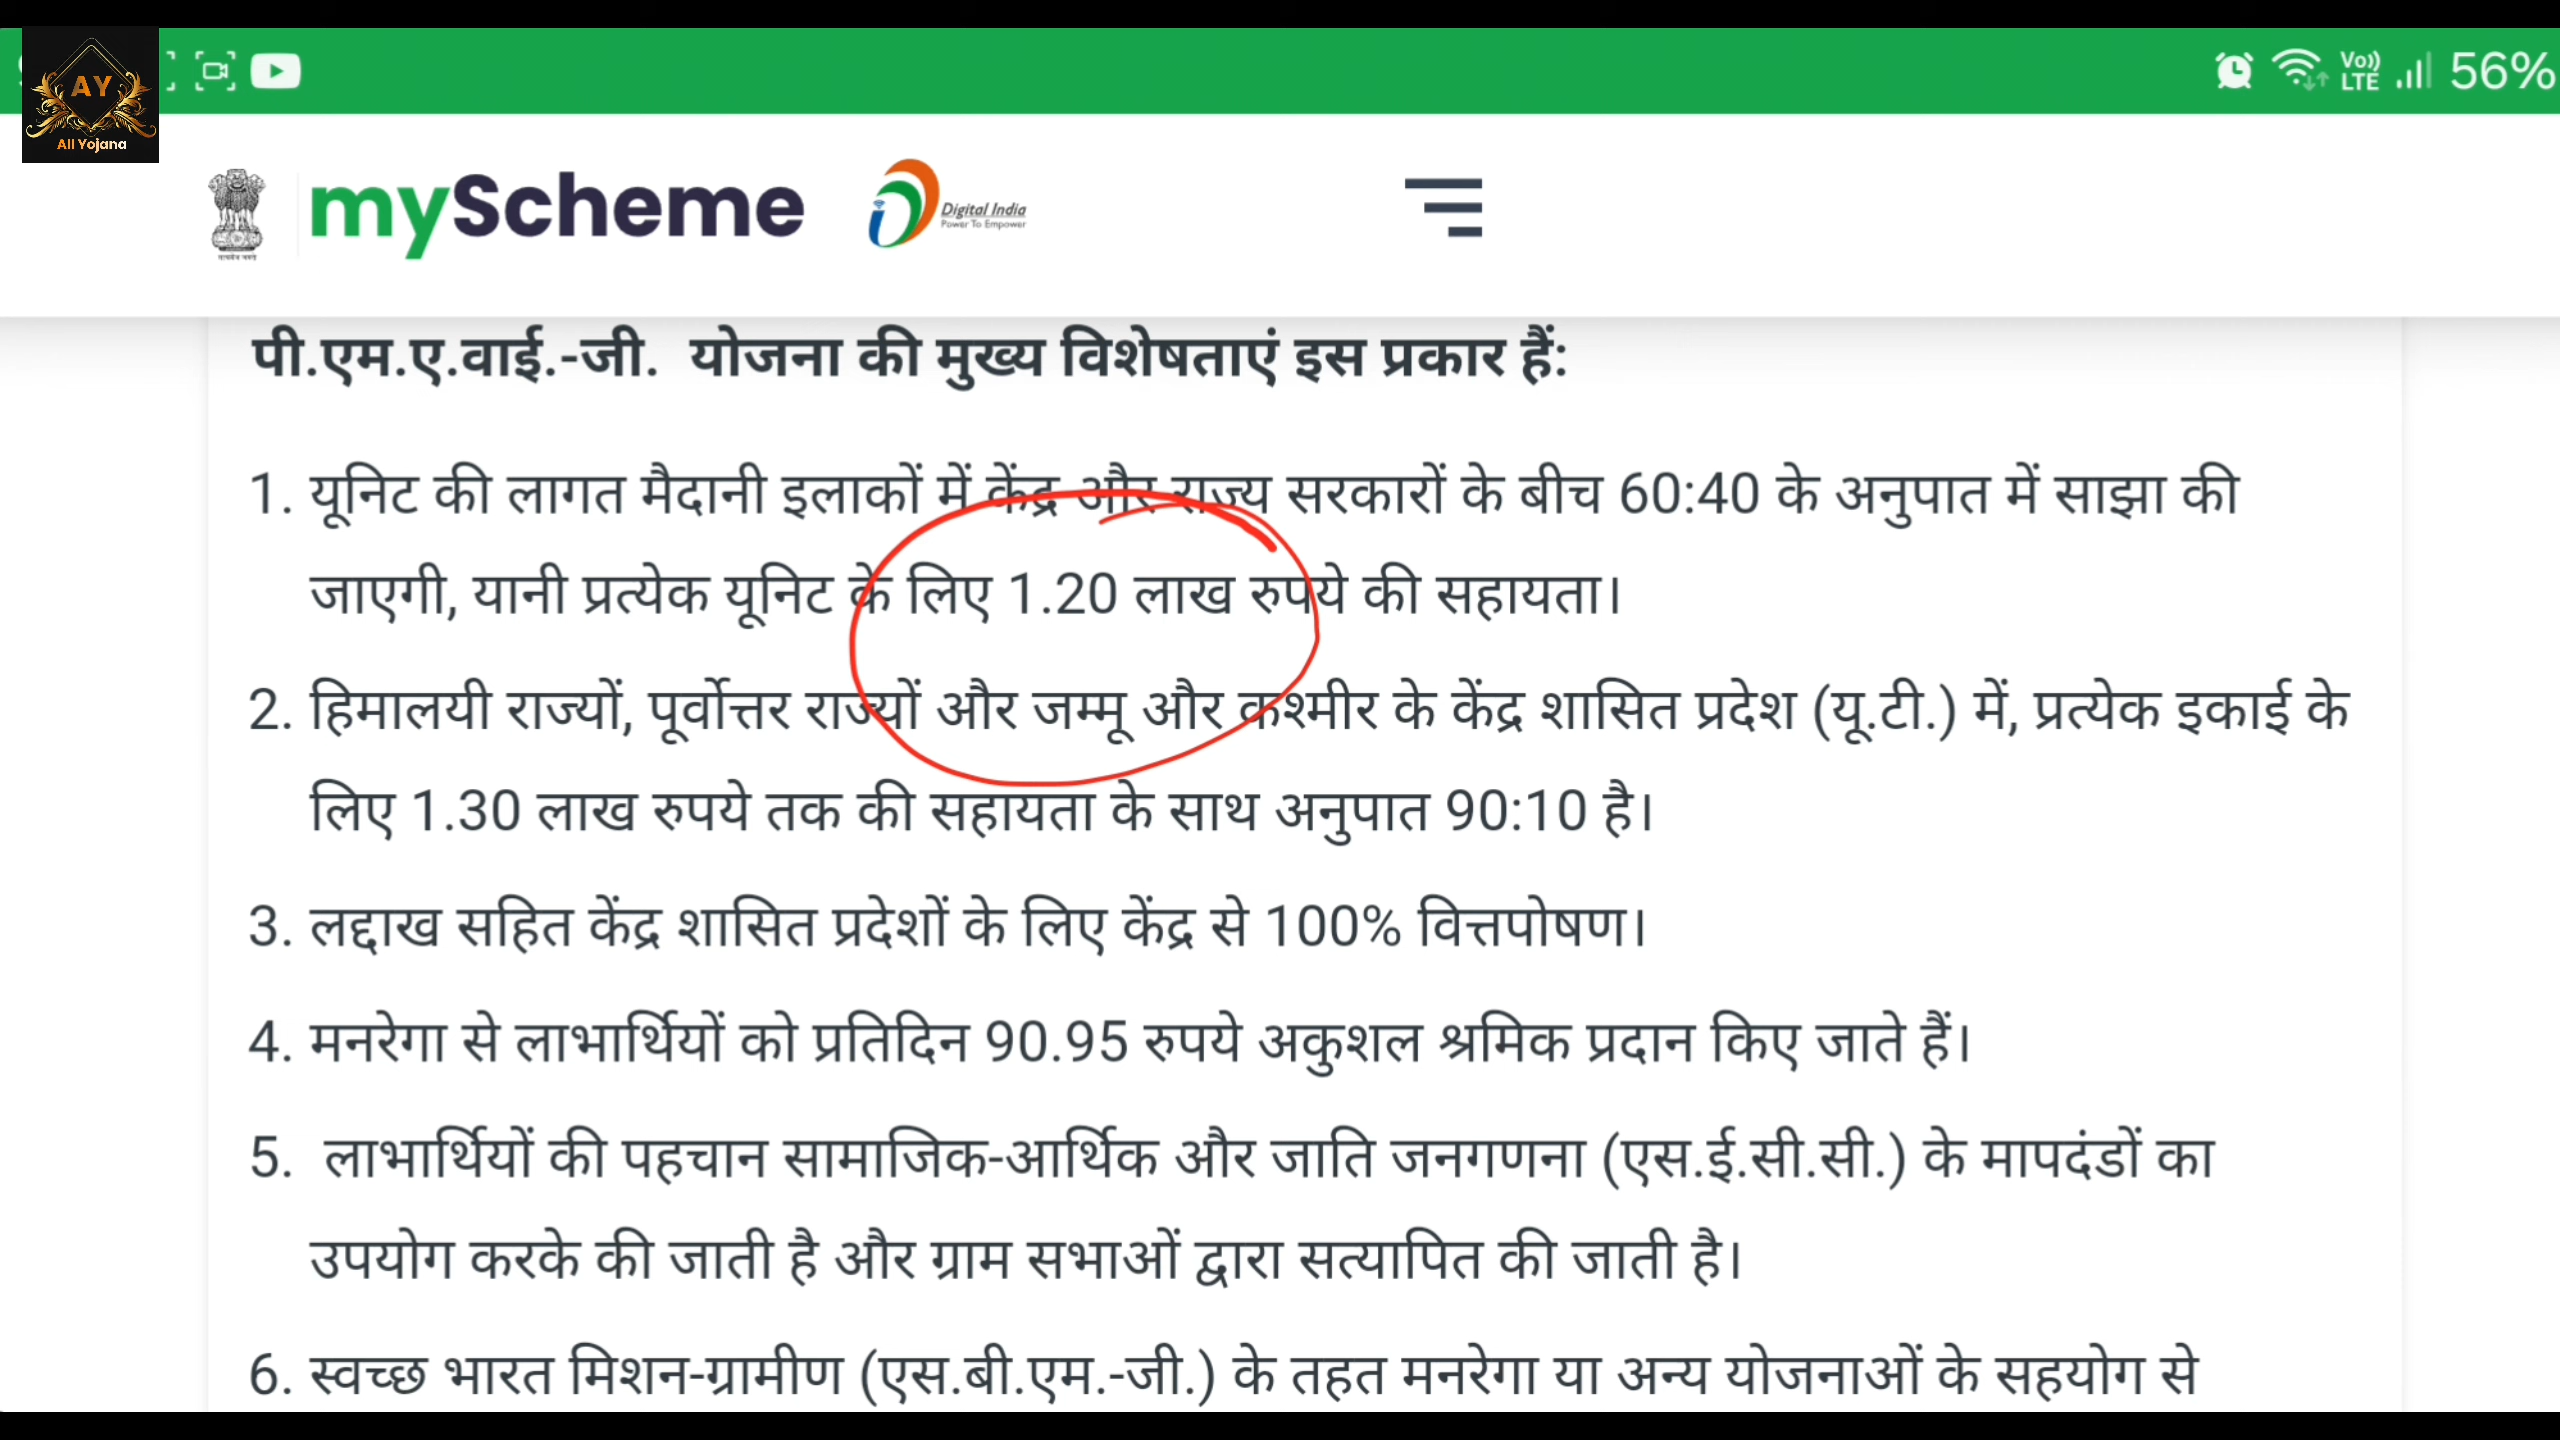 AY
All Yojana
Vo))
LTE
56%
myScheme
Digital India
Power To Empower
पी.एम.ए.वाई.-जी. योजना की मुख्य विशेषताएं इस प्रकार हैं:
1. यूनिट की लागत मैदानी इलाकों में केंद्र और राज्य सरकारों के बीच 60:40 के अनुपात में साझा की
जाएगी, यानी प्रत्येक यूनिट के लिए 1.20 लाख रुपये की सहायता।
2. हिमालयी राज्यों, पूर्वोत्तर राज्यों और जम्मू और कश्मीर के केंद्र शासित प्रदेश (यू.टी.) में, प्रत्येक इकाई के
लिए 1.30 लाख रुपये तक की सहायता के साथ अनुपात 90:10 है।
3. लद्दाख सहित केंद्र शासित प्रदेशों के लिए केंद्र से 100% वित्तपोषण।
4. मनरेगा से लाभार्थियों को प्रतिदिन 90.95 रुपये अकुशल श्रमिक प्रदान किए जाते हैं।
5. लाभार्थियों की पहचान सामाजिक-आर्थिक और जाति जनगणना (एस.ई.सी.सी.) के मापदंडों का
उपयोग करके की जाती है और ग्राम सभाओं द्वारा सत्यापित की जाती है।
6. स्वच्छ भारत मिशन-ग्रामीण (एस.बी.एम.-जी.) के तहत मनरेगा या अन्य योजनाओं के सहयोग से